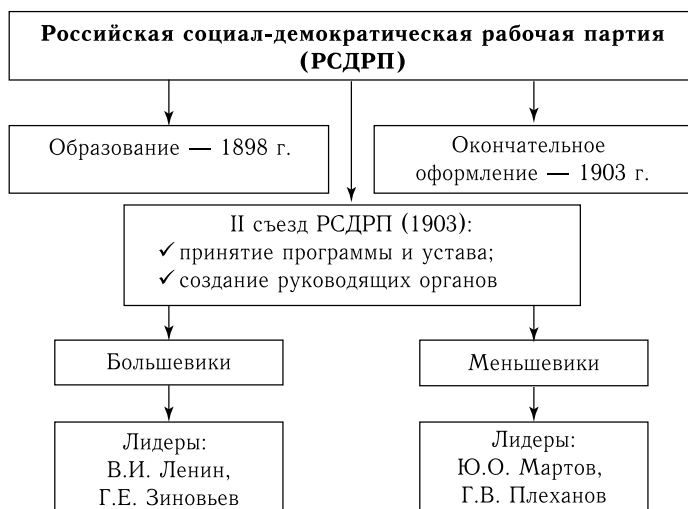 Российская социал-демократическая рабочая партия
(РСДРП)
Образование — 1898 г.
Окончательное
оформление — 1903 г.
II съезд РСДРП (1903):
✓ принятие программы и устава;
✓ создание руководящих органов
Большевики
Меньшевики
Лидеры:
В.И. Ленин,
Г.Е. Зиновьев
Лидеры:
Ю.О. Мартов,
Г.В. Плеханов